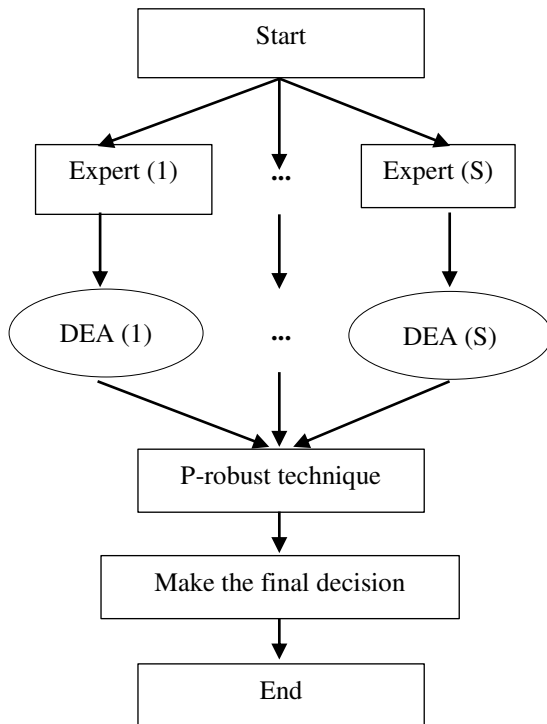 Start
Expert (1)
...
Expert (S)
DEA (1)
...
DEA (S)
P-robust technique
Make the final decision
End